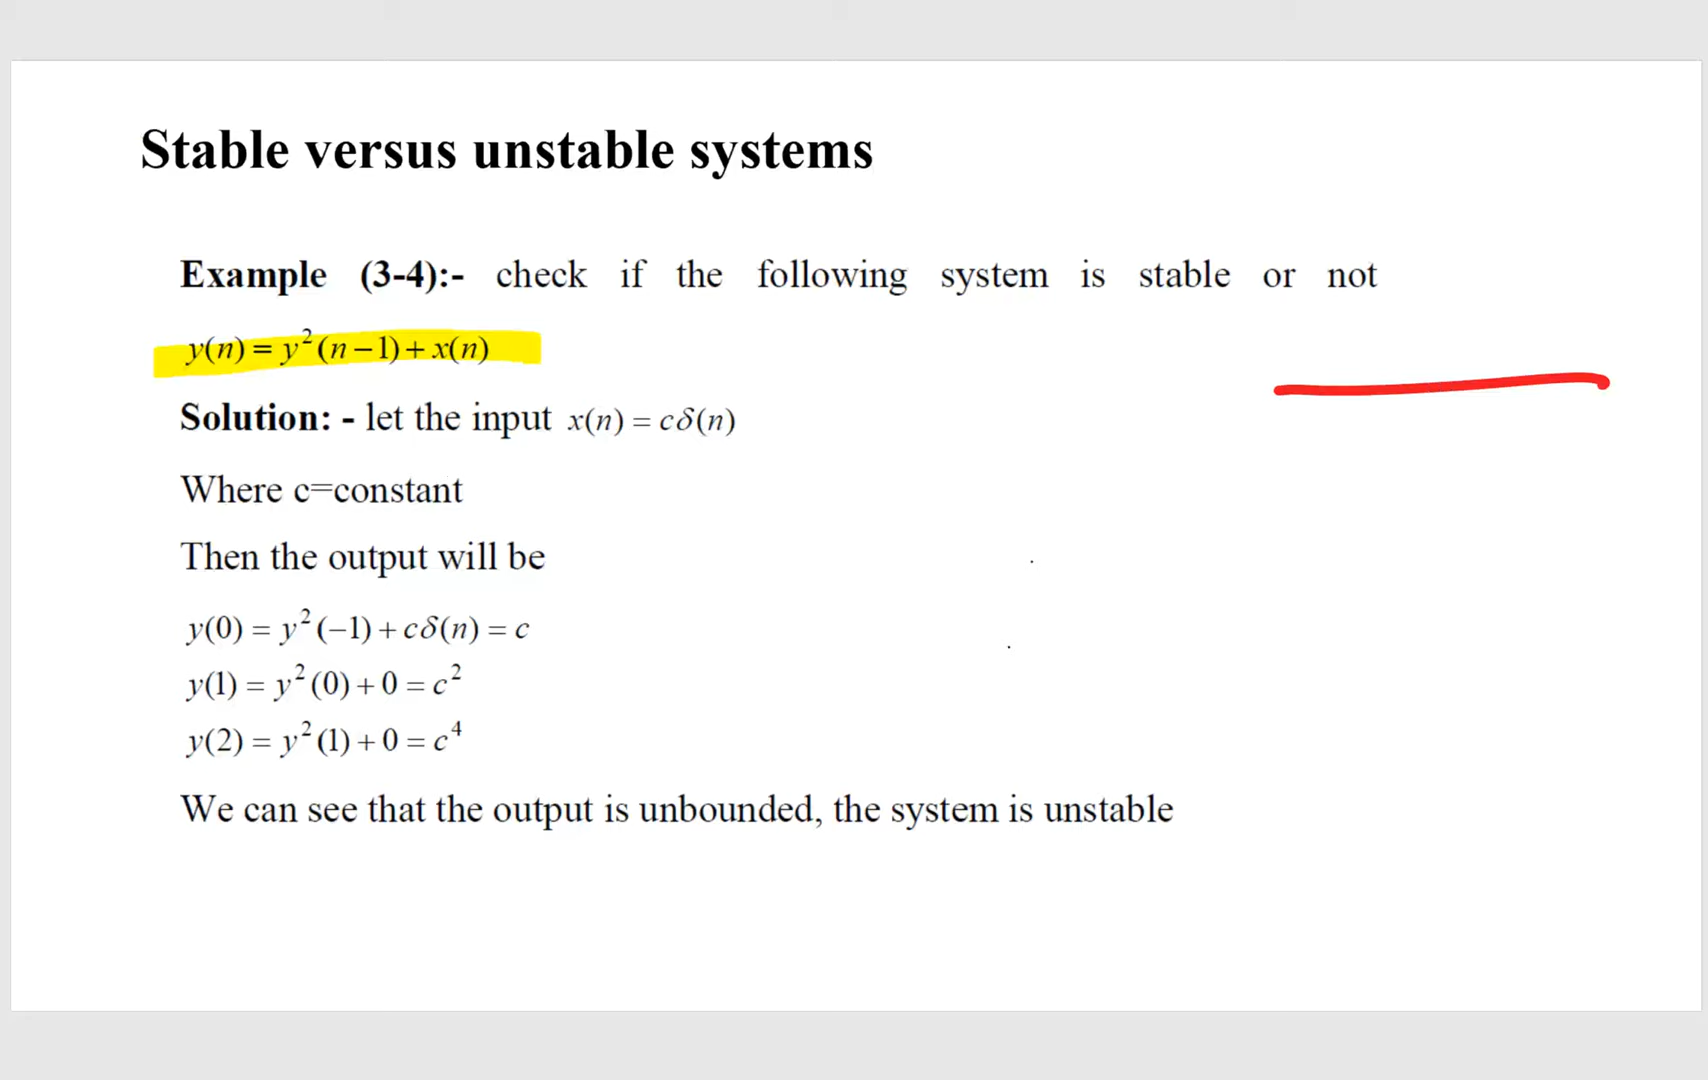 Stable versus unstable systems
Example (3-4):- check if the following system is stable or not
y(n) = y²(n−1) + x(n)
Solution: - let the input x(n) = cδ(n)
Where c=constant
Then the output will be
y(0) = y²(−1) + cδ(n) = c
y(1) = y²(0) + 0 = c²
y(2) = y²(1) + 0 = c⁴
We can see that the output is unbounded, the system is unstable